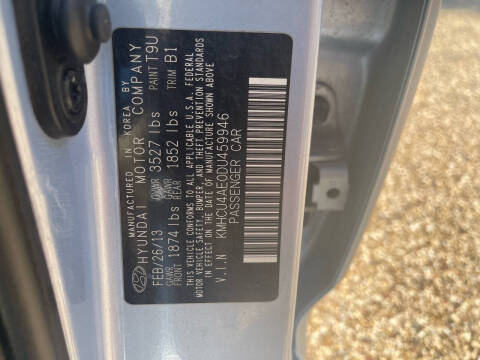 MANUFACTURED IN KOREA BY
HYUNDAI MOTOR COMPANY
FEB/26/13 GVWR 3527 lbs PAINT T9U
GAWR FRONT 1874 lbs GAWR REAR 1852 lbs TRIM B1
THIS VEHICLE CONFORMS TO ALL APPLICABLE U.S.A. FEDERAL
MOTOR VEHICLE SAFETY, BUMPER, AND THEFT PREVENTION STANDARDS
IN EFFECT ON THE DATE OF MANUFACTURE SHOWN ABOVE
V.I.N KMHCU4AE0DU459946
PASSENGER CAR